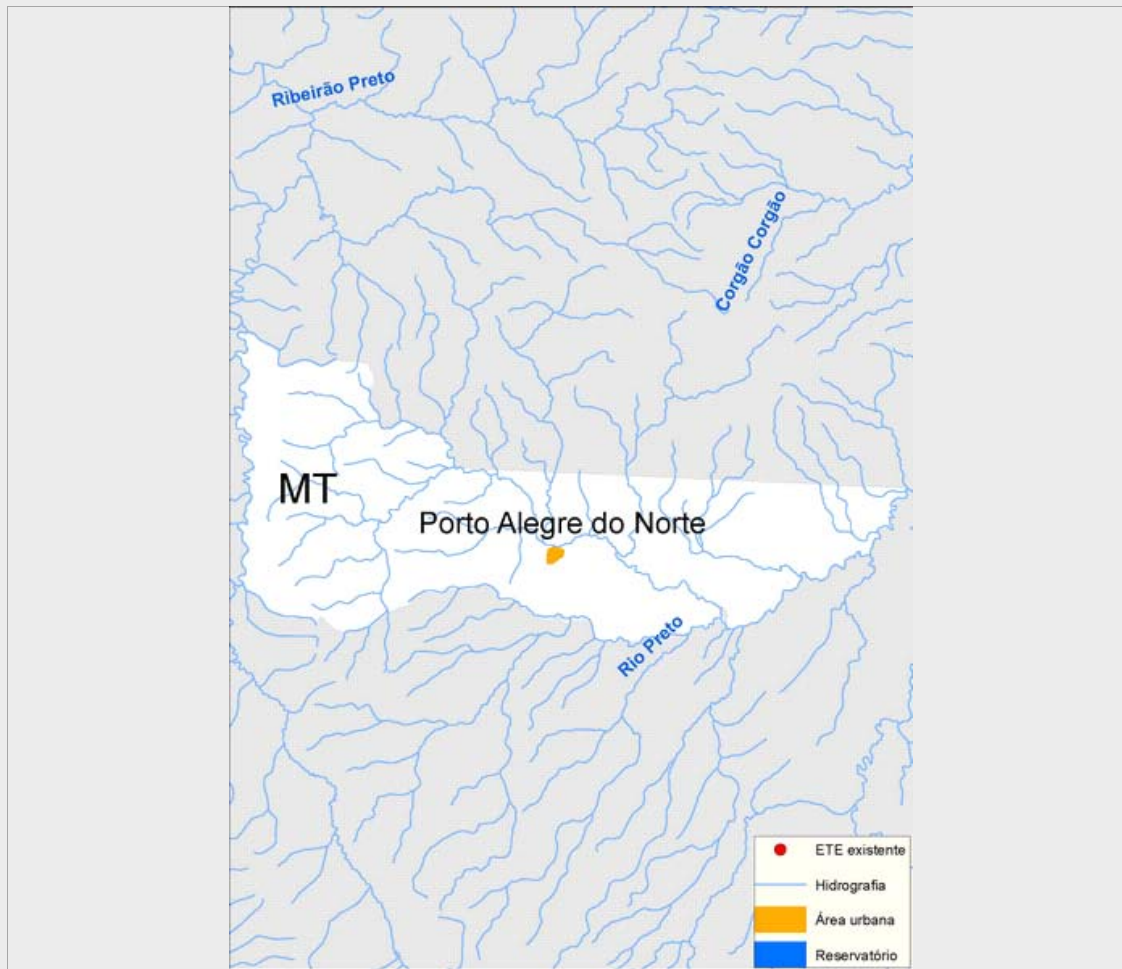 Ribeirão Preto
Corgão Corgão
MT
Porto Alegre do Norte
Rio Preto
ETE existente
Hidrografia
Área urbana
Reservatório